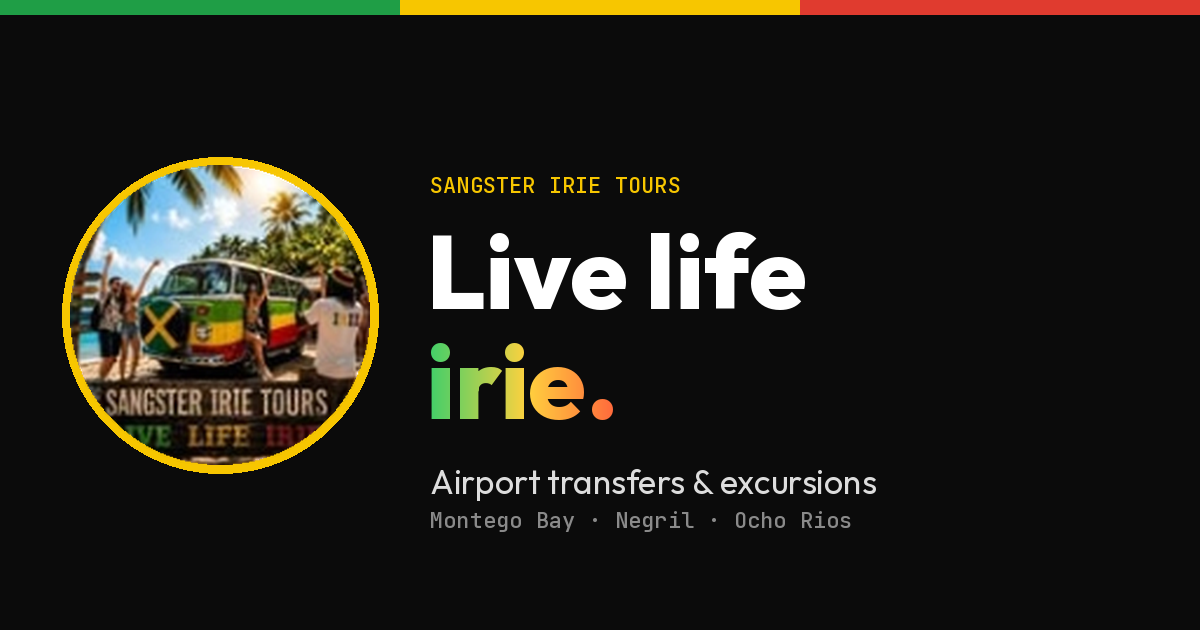 SANGSTER IRIE TOURS
Live life
irie.
Airport transfers & excursions
Montego Bay · Negril · Ocho Rios
SANGSTER IRIE TOURS
LIFE